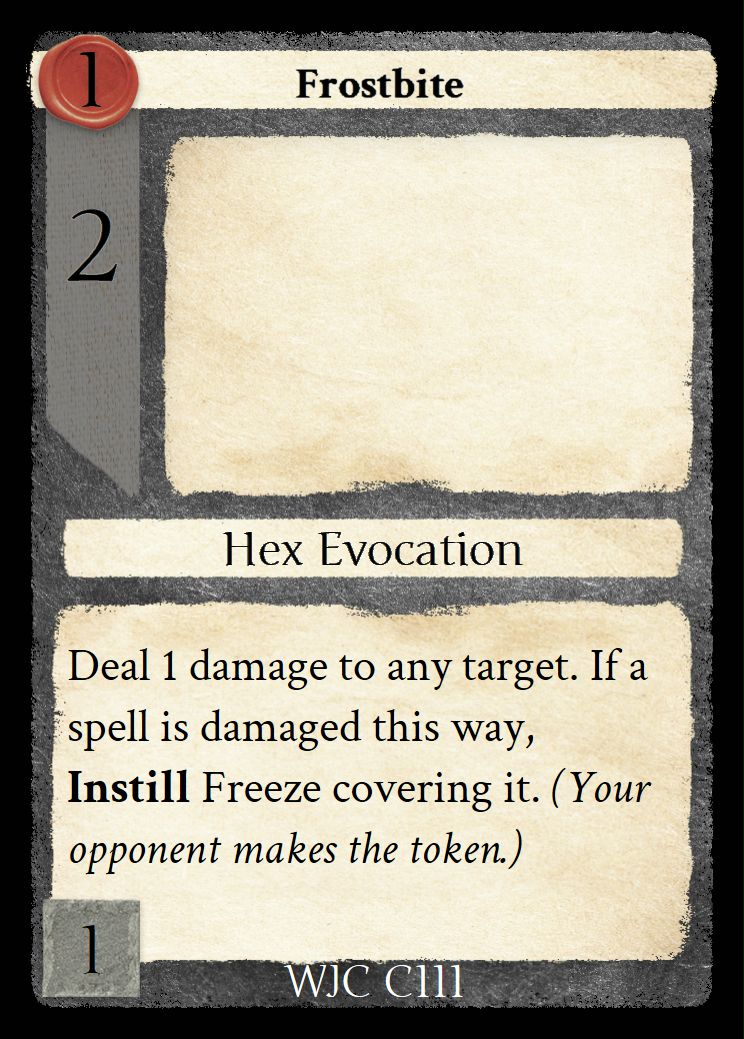 1
Frostbite
2
Hex Evocation
Deal 1 damage to any target. If a
spell is damaged this way,
Instill Freeze covering it. (Your
opponent makes the token.)
1
WJC C111